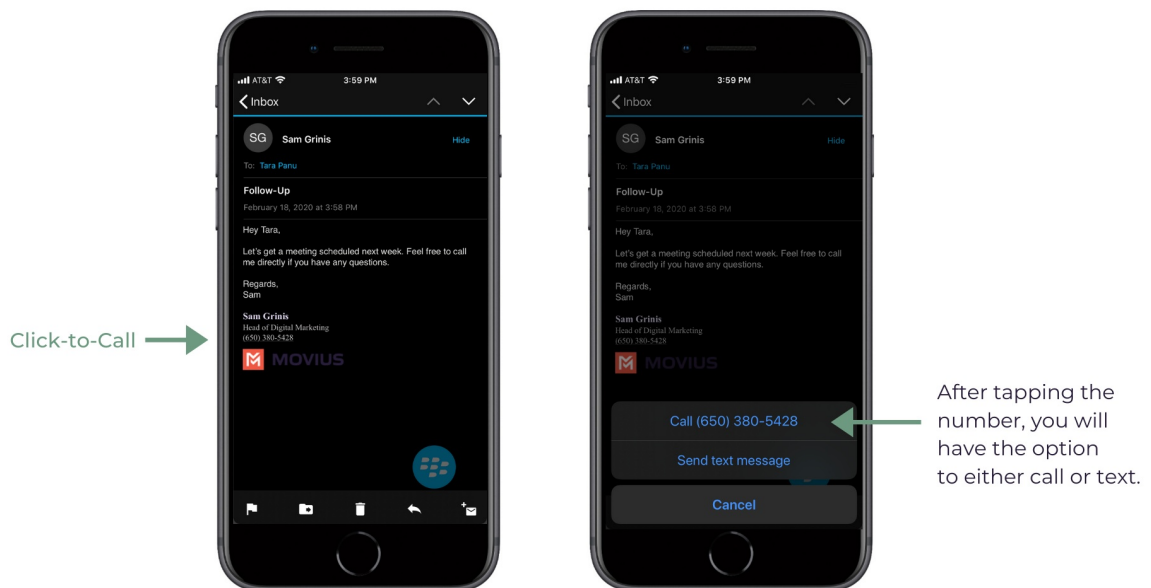 AT&T 3:59 PM
Inbox
SG Sam Grinis Hide
To: Tara Panu
Follow-Up
February 18, 2020 at 3:58 PM
Hey Tara,
Let's get a meeting scheduled next week. Feel free to call
me directly if you have any questions.
Regards,
Sam
Sam Grinis
Head of Digital Marketing
(650) 380-5428
MOVIUS
Click-to-Call
AT&T 3:59 PM
Inbox
SG Sam Grinis Hide
To: Tara Panu
Follow-Up
February 18, 2020 at 3:58 PM
Hey Tara,
Let's get a meeting scheduled next week. Feel free to call
me directly if you have any questions.
Regards,
Sam
Sam Grinis
Head of Digital Marketing
(650) 380-5428
MOVIUS
Call (650) 380-5428
Send text message
Cancel
After tapping the
number, you will
have the option
to either call or text.